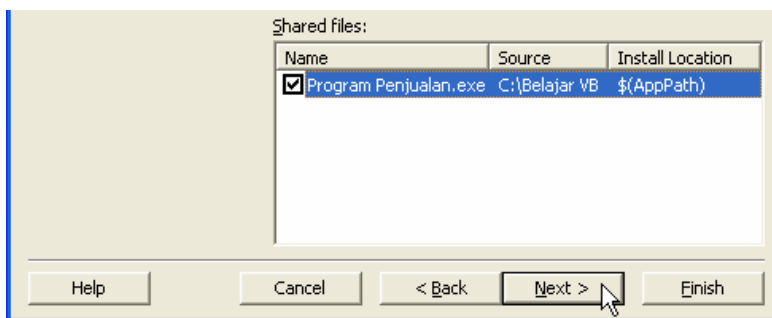 Shared files:
Name Source Install Location
Program Penjualan.exe C:\Belajar VB $(AppPath)
Help Cancel < Back Next > Finish